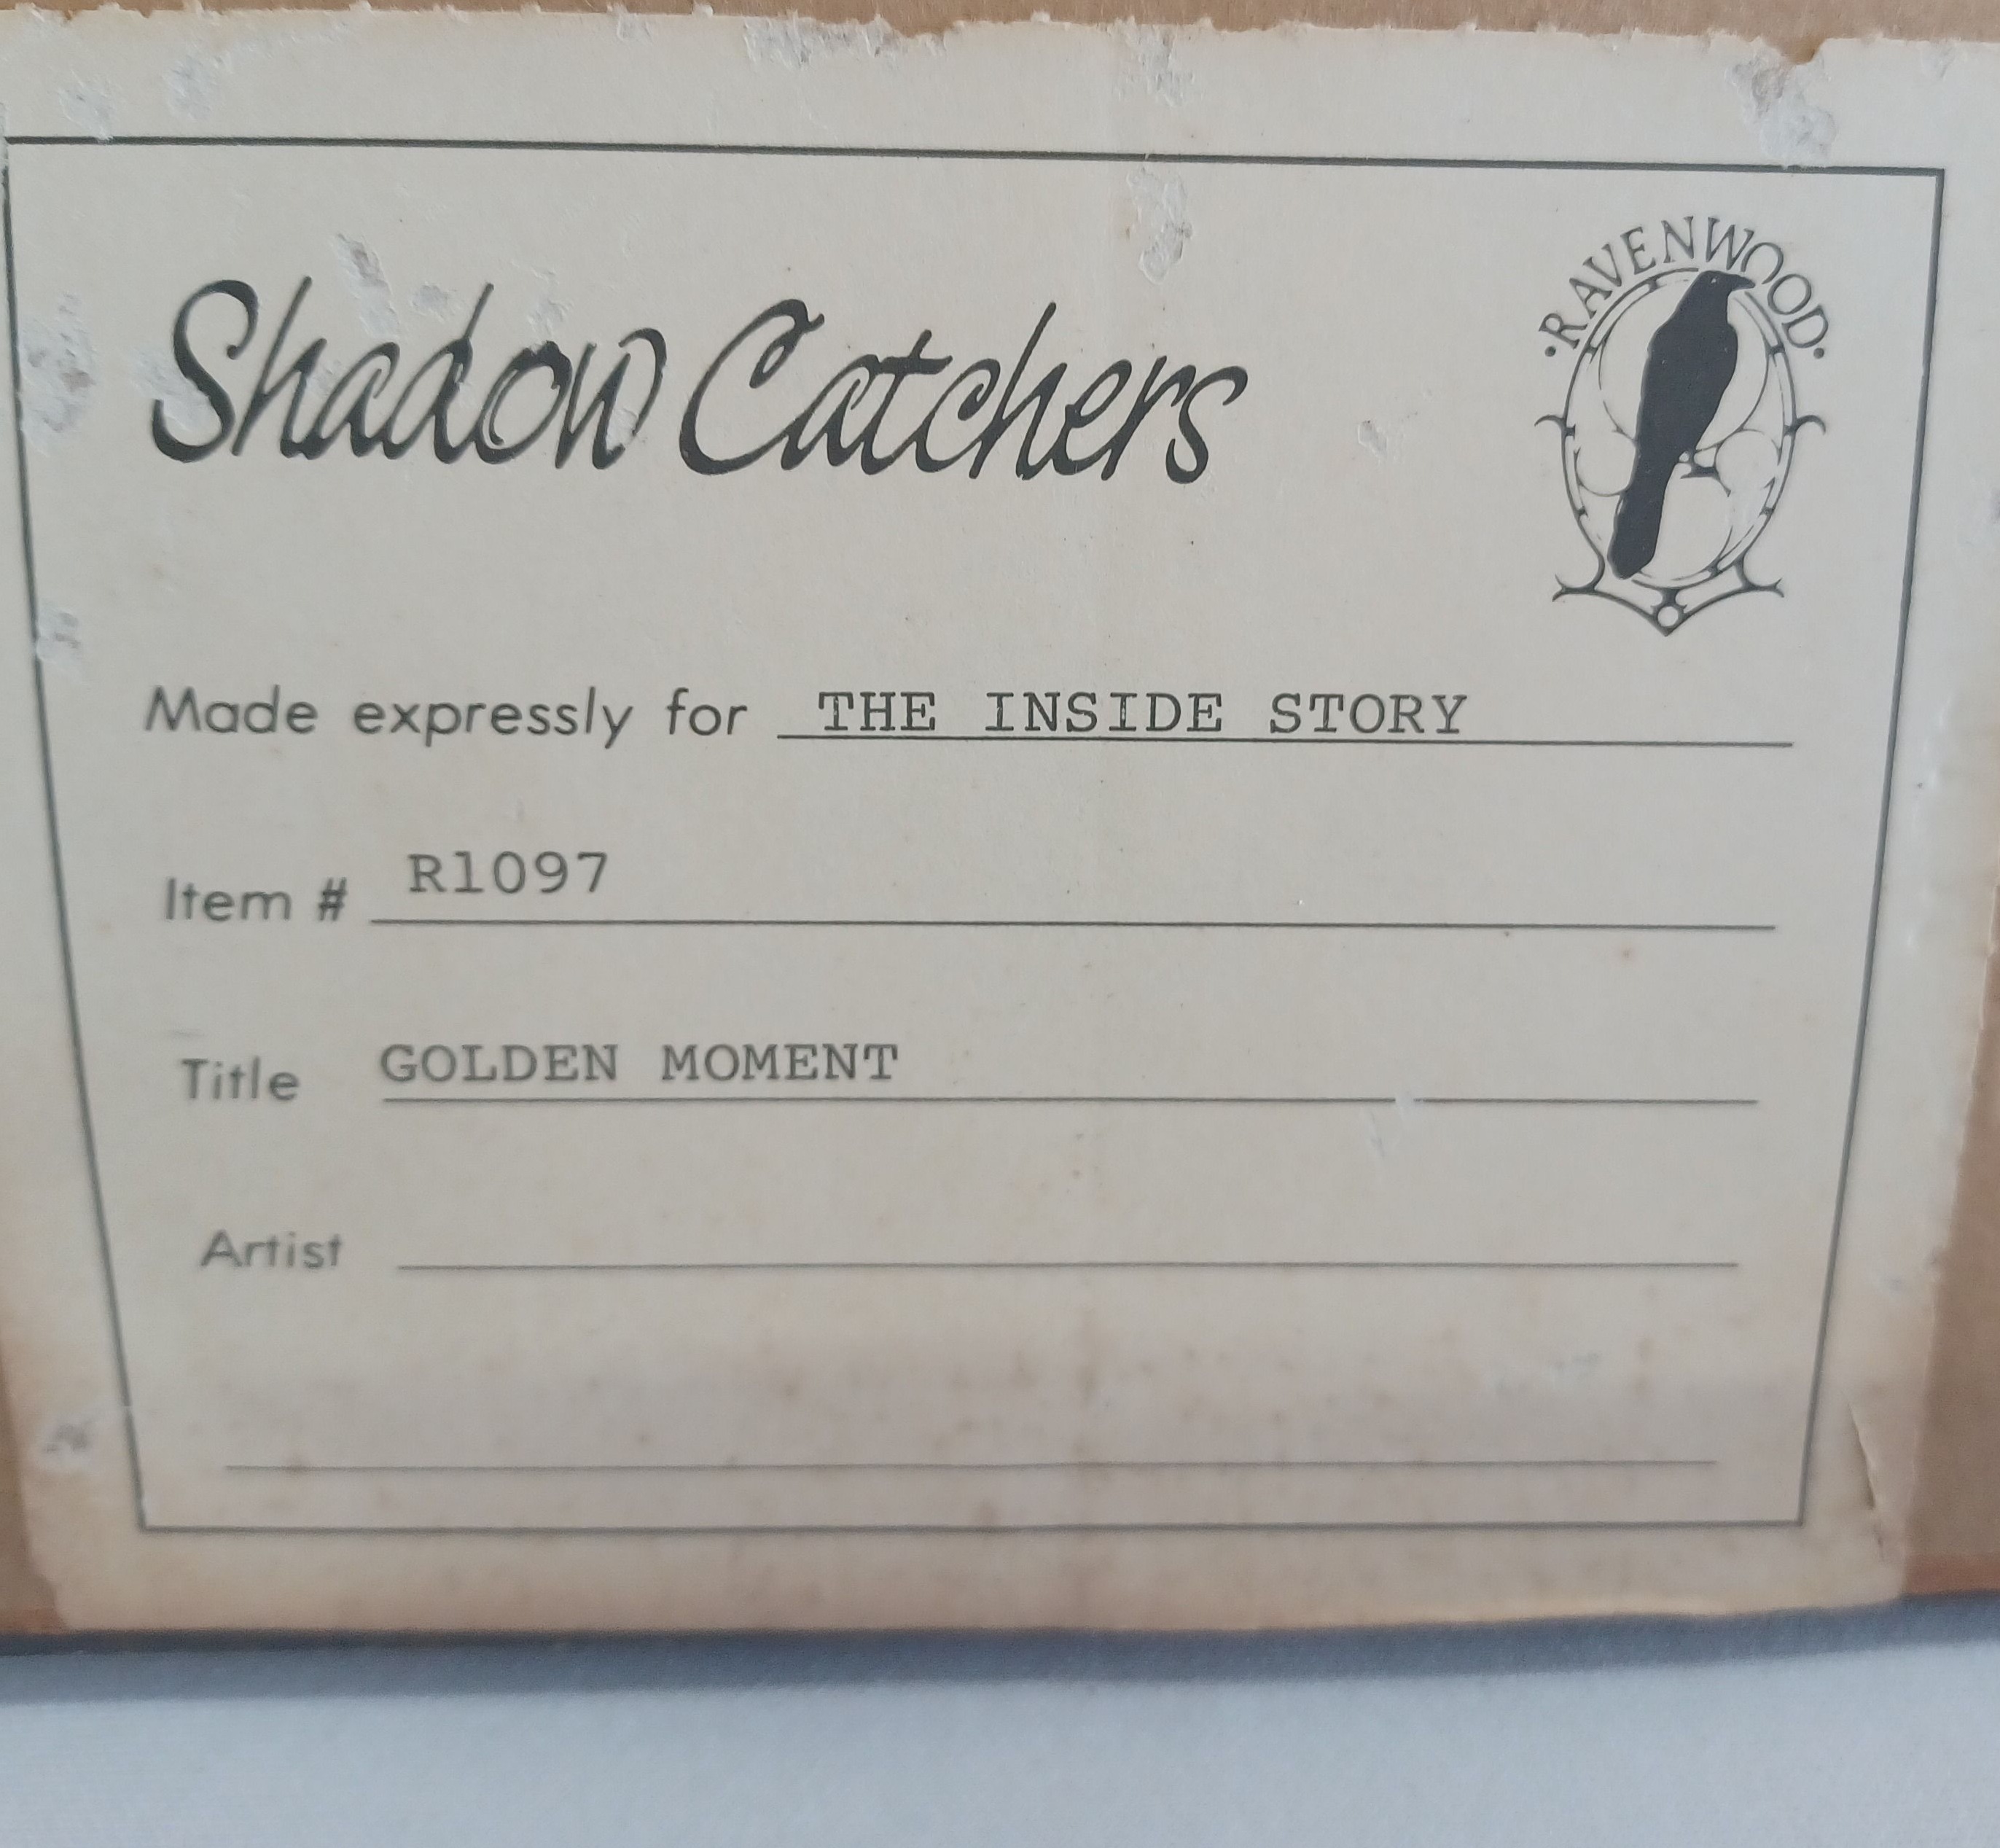 ·RAVENWOOD·
Shadow Catchers
Made expressly for THE INSIDE STORY
Item # R1097
Title GOLDEN MOMENT
Artist